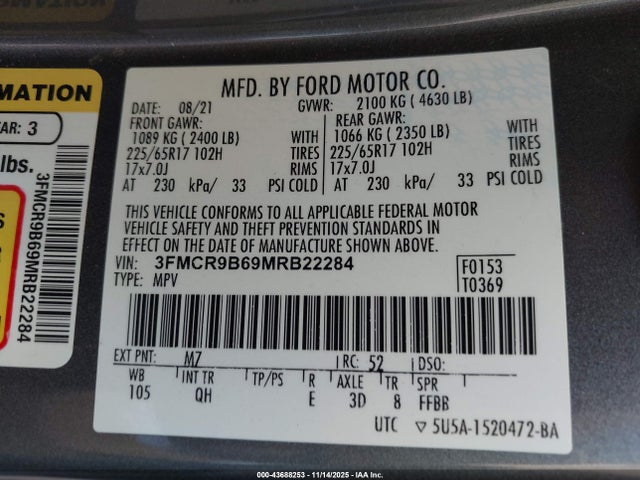 MATION
AR: 3
lbs.
3FMCR9B69MRB22284
MFD. BY FORD MOTOR CO.
DATE: 08/21 GVWR: 2100 KG ( 4630 LB)
FRONT GAWR: REAR GAWR:
1089 KG ( 2400 LB) WITH 1066 KG ( 2350 LB) WITH
225/65R17 102H TIRES 225/65R17 102H TIRES
17x7.0J RIMS 17x7.0J RIMS
AT 230 kPa/ 33 PSI COLD AT 230 kPa/ 33 PSI COLD
THIS VEHICLE CONFORMS TO ALL APPLICABLE FEDERAL MOTOR
VEHICLE SAFETY AND THEFT PREVENTION STANDARDS IN
EFFECT ON THE DATE OF MANUFACTURE SHOWN ABOVE.
VIN: 3FMCR9B69MRB22284 F0153
TYPE: MPV T0369
EXT PNT: M7 RC: 52 DSO:
WB INT TR TP/PS R AXLE TR SPR
105 QH E 3D 8 FFBB
UTC ▽ 5U5A-1520472-BA
000-43688253 - 11/14/2025 - IAA Inc.